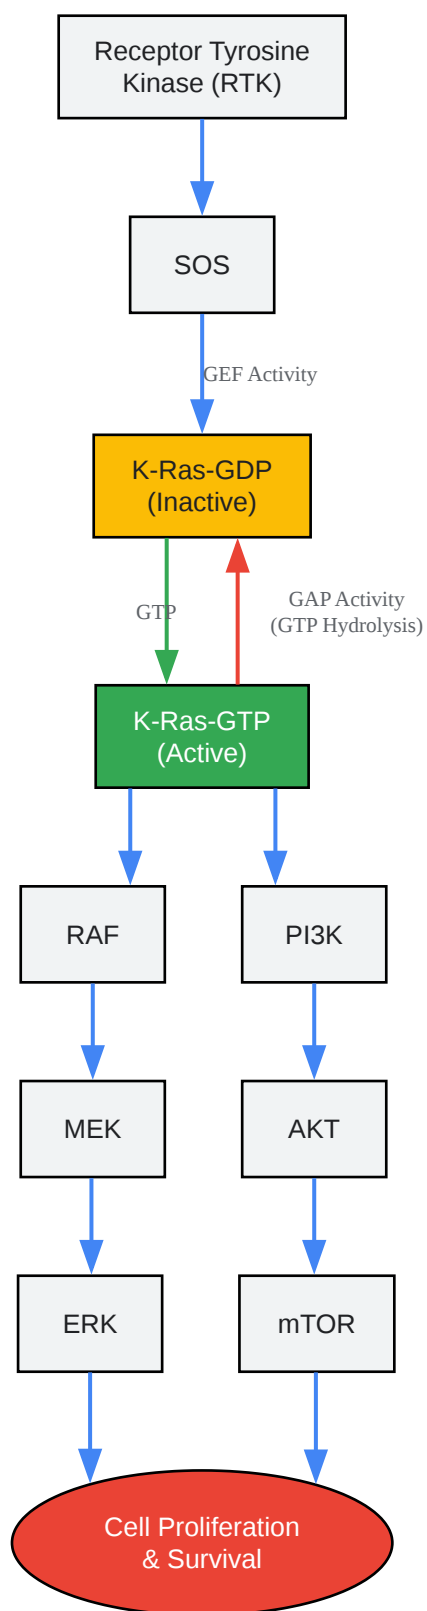 Receptor Tyrosine
Kinase (RTK)
SOS
GEF Activity
K-Ras-GDP
(Inactive)
GTP
GAP Activity
(GTP Hydrolysis)
K-Ras-GTP
(Active)
RAF
PI3K
MEK
AKT
ERK
mTOR
Cell Proliferation
& Survival